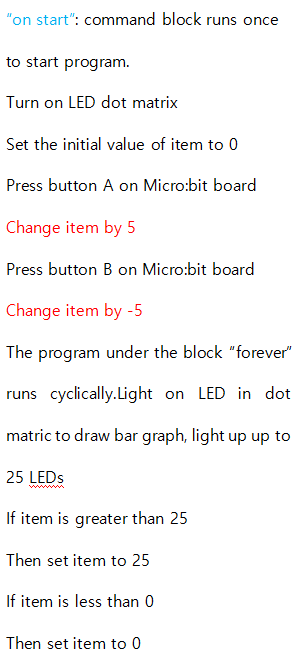 "on start": command block runs once
to start program.
Turn on LED dot matrix
Set the initial value of item to 0
Press button A on Micro:bit board
Change item by 5
Press button B on Micro:bit board
Change item by -5
The program under the block "forever"
runs cyclically.Light on LED in dot
matric to draw bar graph, light up up to
25 LEDs
If item is greater than 25
Then set item to 25
If item is less than 0
Then set item to 0